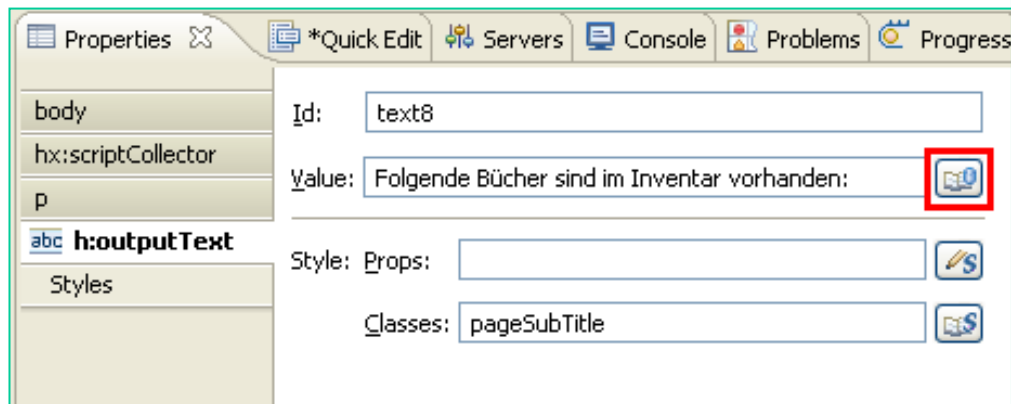 Properties *Quick Edit Servers Console Problems Progress
body
Id: text8
hx:scriptCollector
Value: Folgende Bücher sind im Inventar vorhanden:
p
abc h:outputText
Style: Props:
Styles
Classes: pageSubTitle